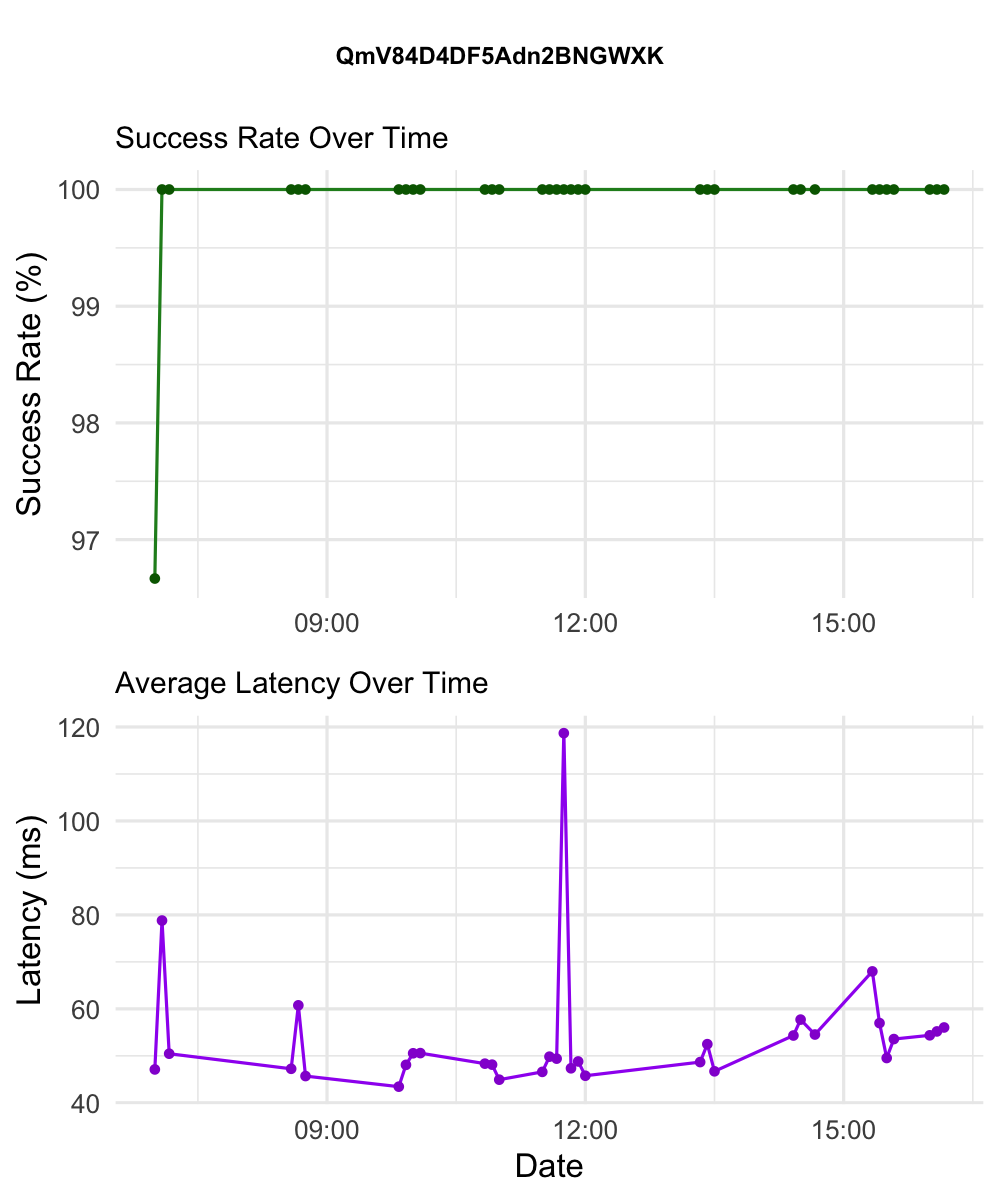 QmV84D4DF5Adn2BNGWXK
Success Rate Over Time
Success Rate (%)
100
99
98
97
09:00 12:00 15:00
Average Latency Over Time
Latency (ms)
120
100
80
60
40
09:00 12:00 15:00
Date